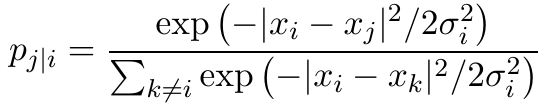 p_{j|i} = \frac{\exp\left(-|x_i - x_j|^2/2\sigma_i^2\right)}{\sum_{k \neq i} \exp\left(-|x_i - x_k|^2/2\sigma_i^2\right)}